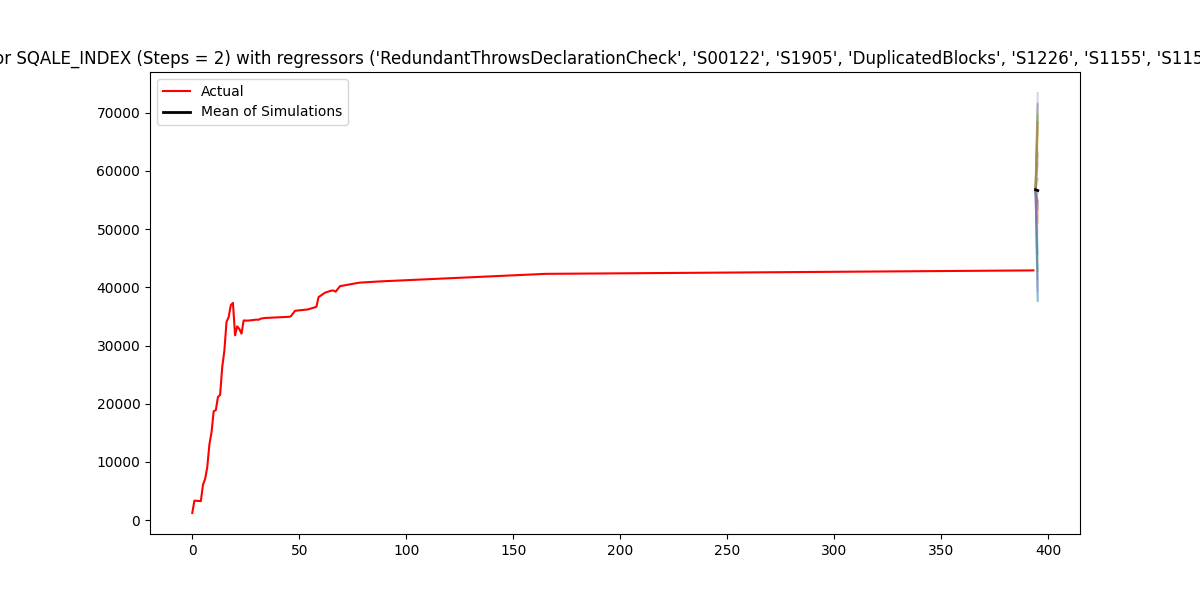 or SQALE_INDEX (Steps = 2) with regressors ('RedundantThrowsDeclarationCheck', 'S00122', 'S1905', 'DuplicatedBlocks', 'S1226', 'S1155', 'S115
Actual
Mean of Simulations
70000
60000
50000
40000
30000
20000
10000
0
0 50 100 150 200 250 300 350 400